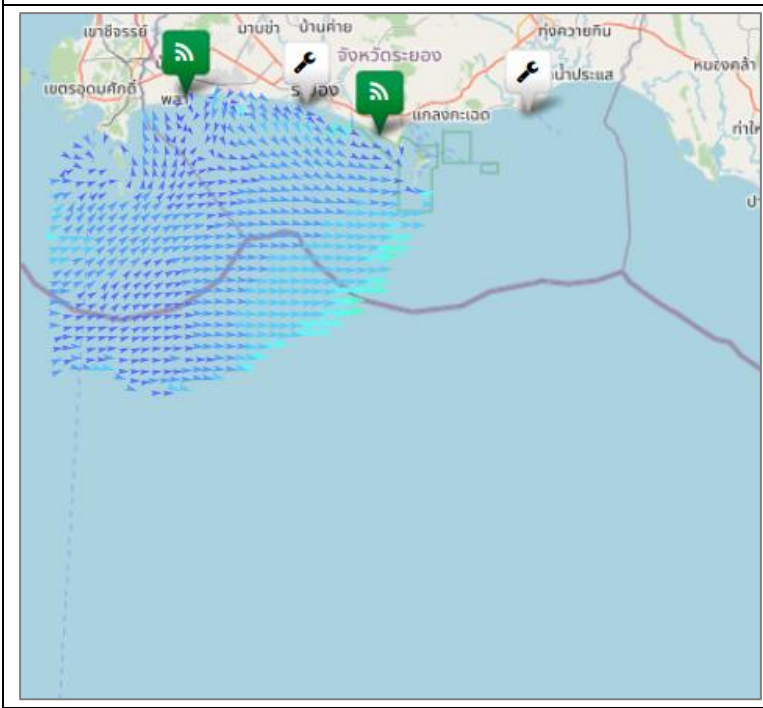 เขาชีจรรย์
มาบข่า
บ้านค่าย
จังหวัดระยอง
ทุ่งควายกิน
หนองคล้า
เขตรอุดมศักดิ์
แกลงกะเฉด